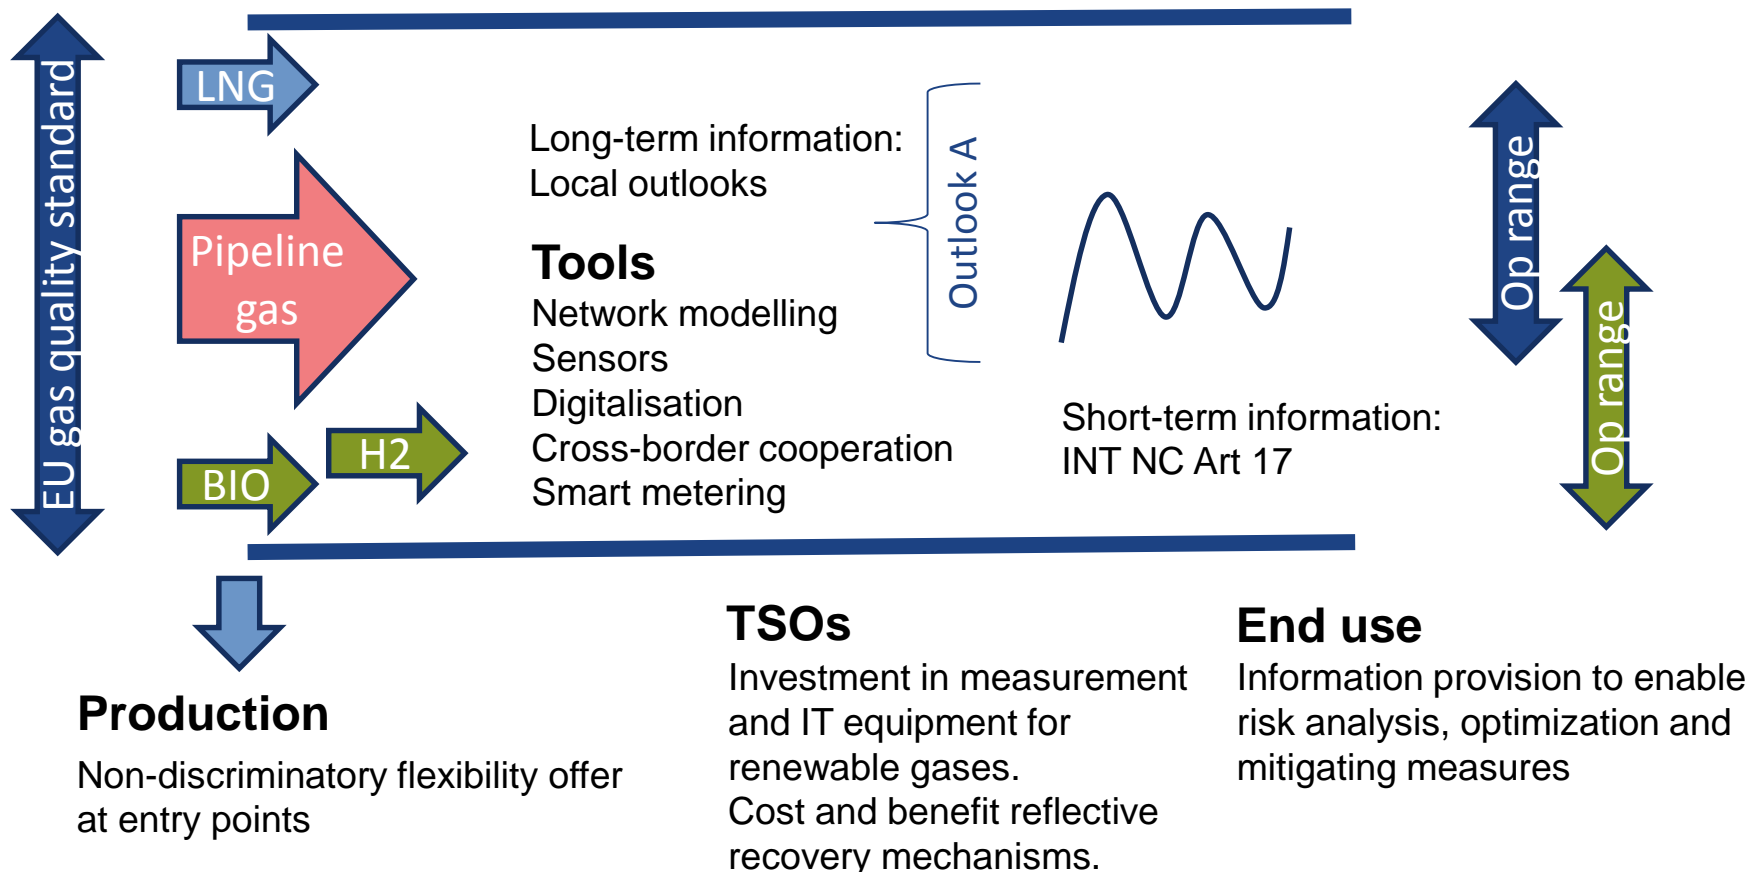 EU gas quality standard
LNG
Pipeline
gas
BIO
H2
Long-term information:
Local outlooks
Tools
Network modelling
Sensors
Digitalisation
Cross-border cooperation
Smart metering
Outlook A
Short-term information:
INT NC Art 17
Op range
Op range
Production
Non-discriminatory flexibility offer
at entry points
TSOs
Investment in measurement
and IT equipment for
renewable gases.
Cost and benefit reflective
recovery mechanisms.
End use
Information provision to enable
risk analysis, optimization and
mitigating measures